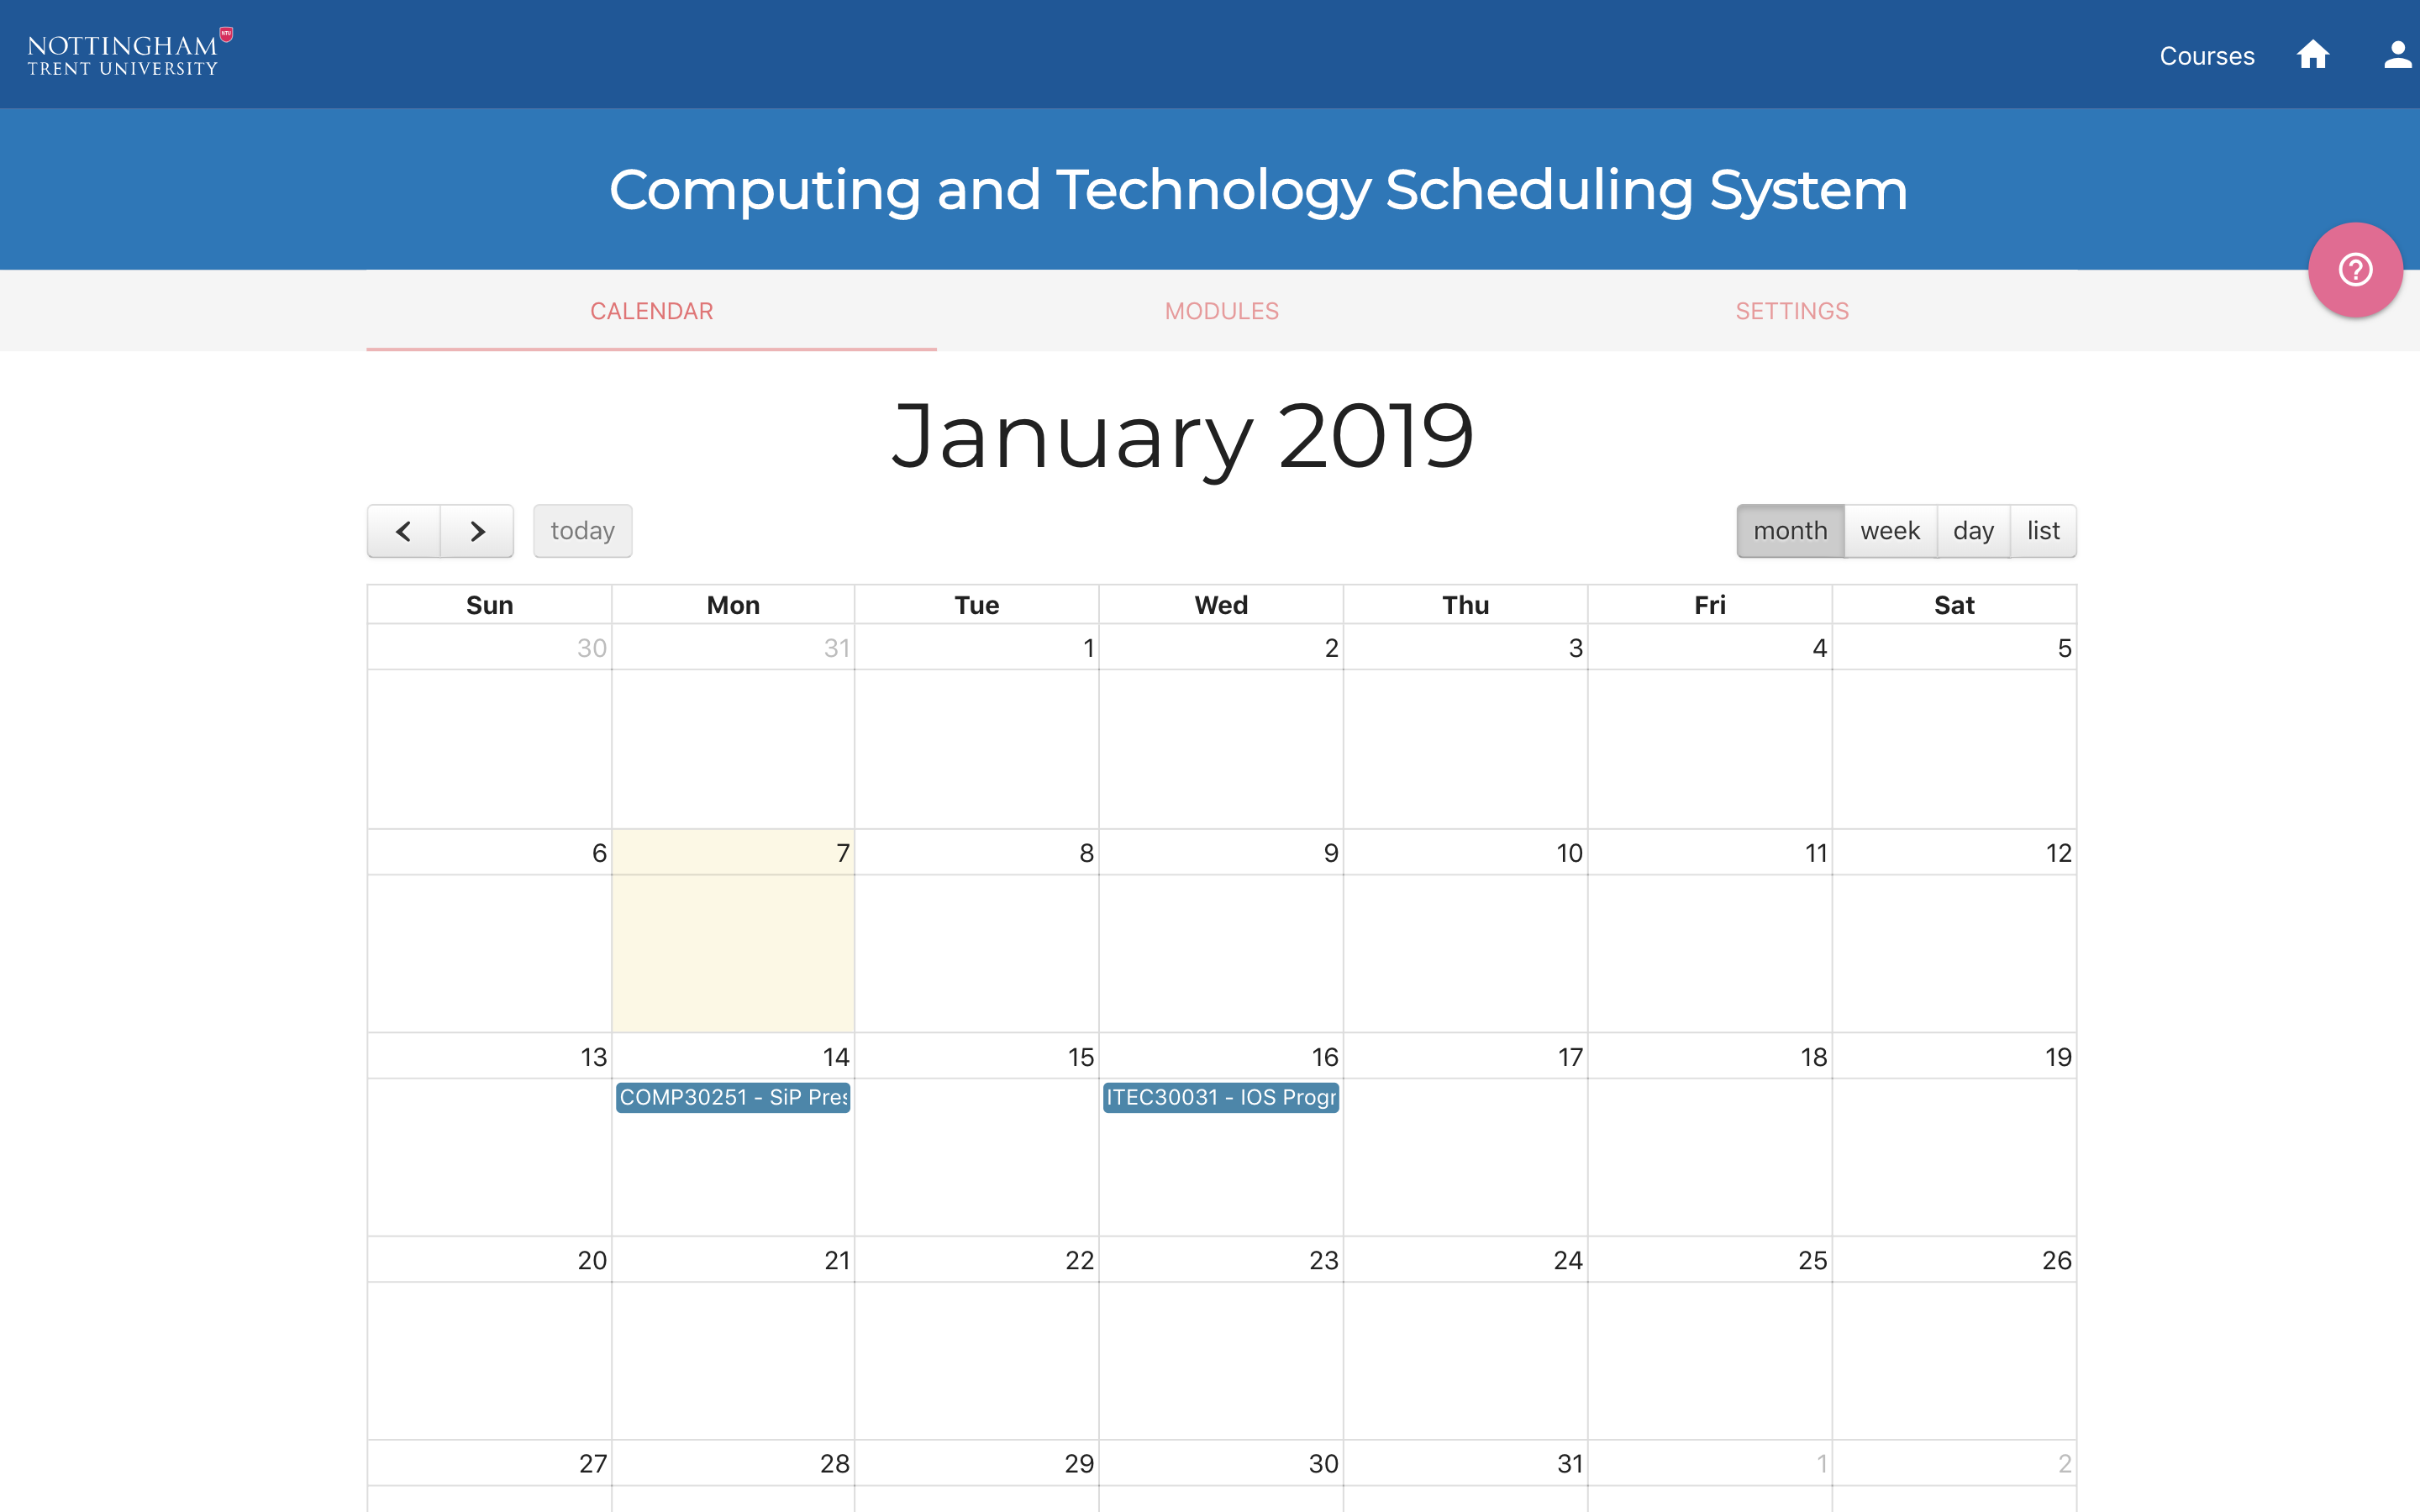 NOTTINGHAM
TRENT UNIVERSITY
NTU
Courses
Computing and Technology Scheduling System
CALENDAR MODULES SETTINGS
January 2019
today month week day list
Sun Mon Tue Wed Thu Fri Sat
30 31 1 2 3 4 5
6 7 8 9 10 11 12
13 14 15 16 17 18 19
COMP30251 - SiP Pres ITEC30031 - IOS Progr
20 21 22 23 24 25 26
27 28 29 30 31 1 2